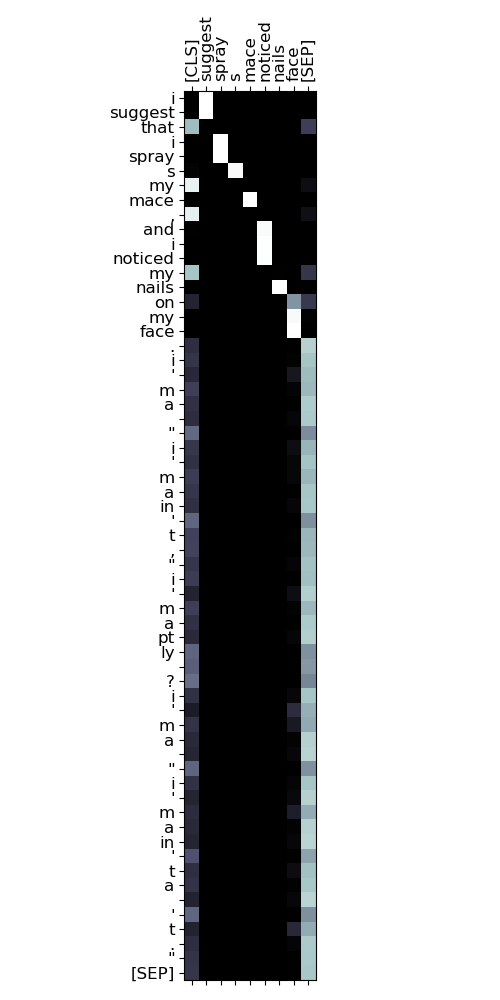 [CLS]
suggest
spray
s
mace
noticed
nails
face
[SEP]
i
suggest
that
i
spray
s
my
mace
,
and
i
noticed
my
nails
on
my
face
.
i
'
m
a
.
"
i
'
m
a
in
'
t
,
"
i
'
m
a
pt
ly
.
?
i
'
m
a
.
"
i
'
m
a
in
'
t
a
.
'
t
.
"
[SEP]